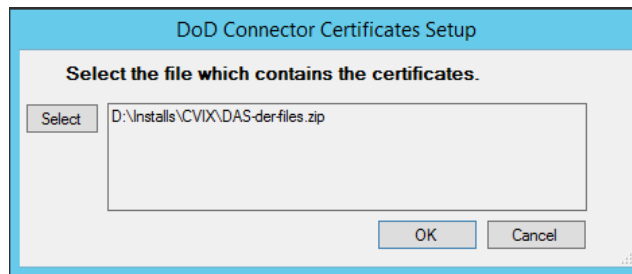 DoD Connector Certificates Setup
Select the file which contains the certificates.
Select
D:\Installs\CVIX\DAS-der-files.zip
OK
Cancel